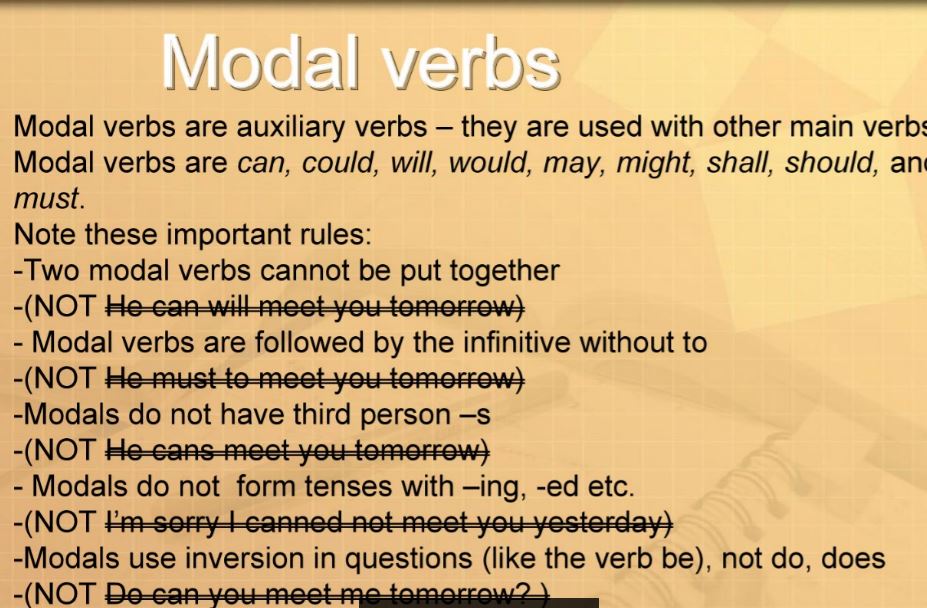 Modal verbs
Modal verbs are auxiliary verbs – they are used with other main verbs
Modal verbs are can, could, will, would, may, might, shall, should, and
must.
Note these important rules:
-Two modal verbs cannot be put together
-(NOT He can will meet you tomorrow)
- Modal verbs are followed by the infinitive without to
-(NOT He must to meet you tomorrow)
-Modals do not have third person –s
-(NOT He cans meet you tomorrow)
- Modals do not  form tenses with –ing, -ed etc.
-(NOT I'm sorry I canned not meet you yesterday)
-Modals use inversion in questions (like the verb be), not do, does
-(NOT Do can you meet me tomorrow? )